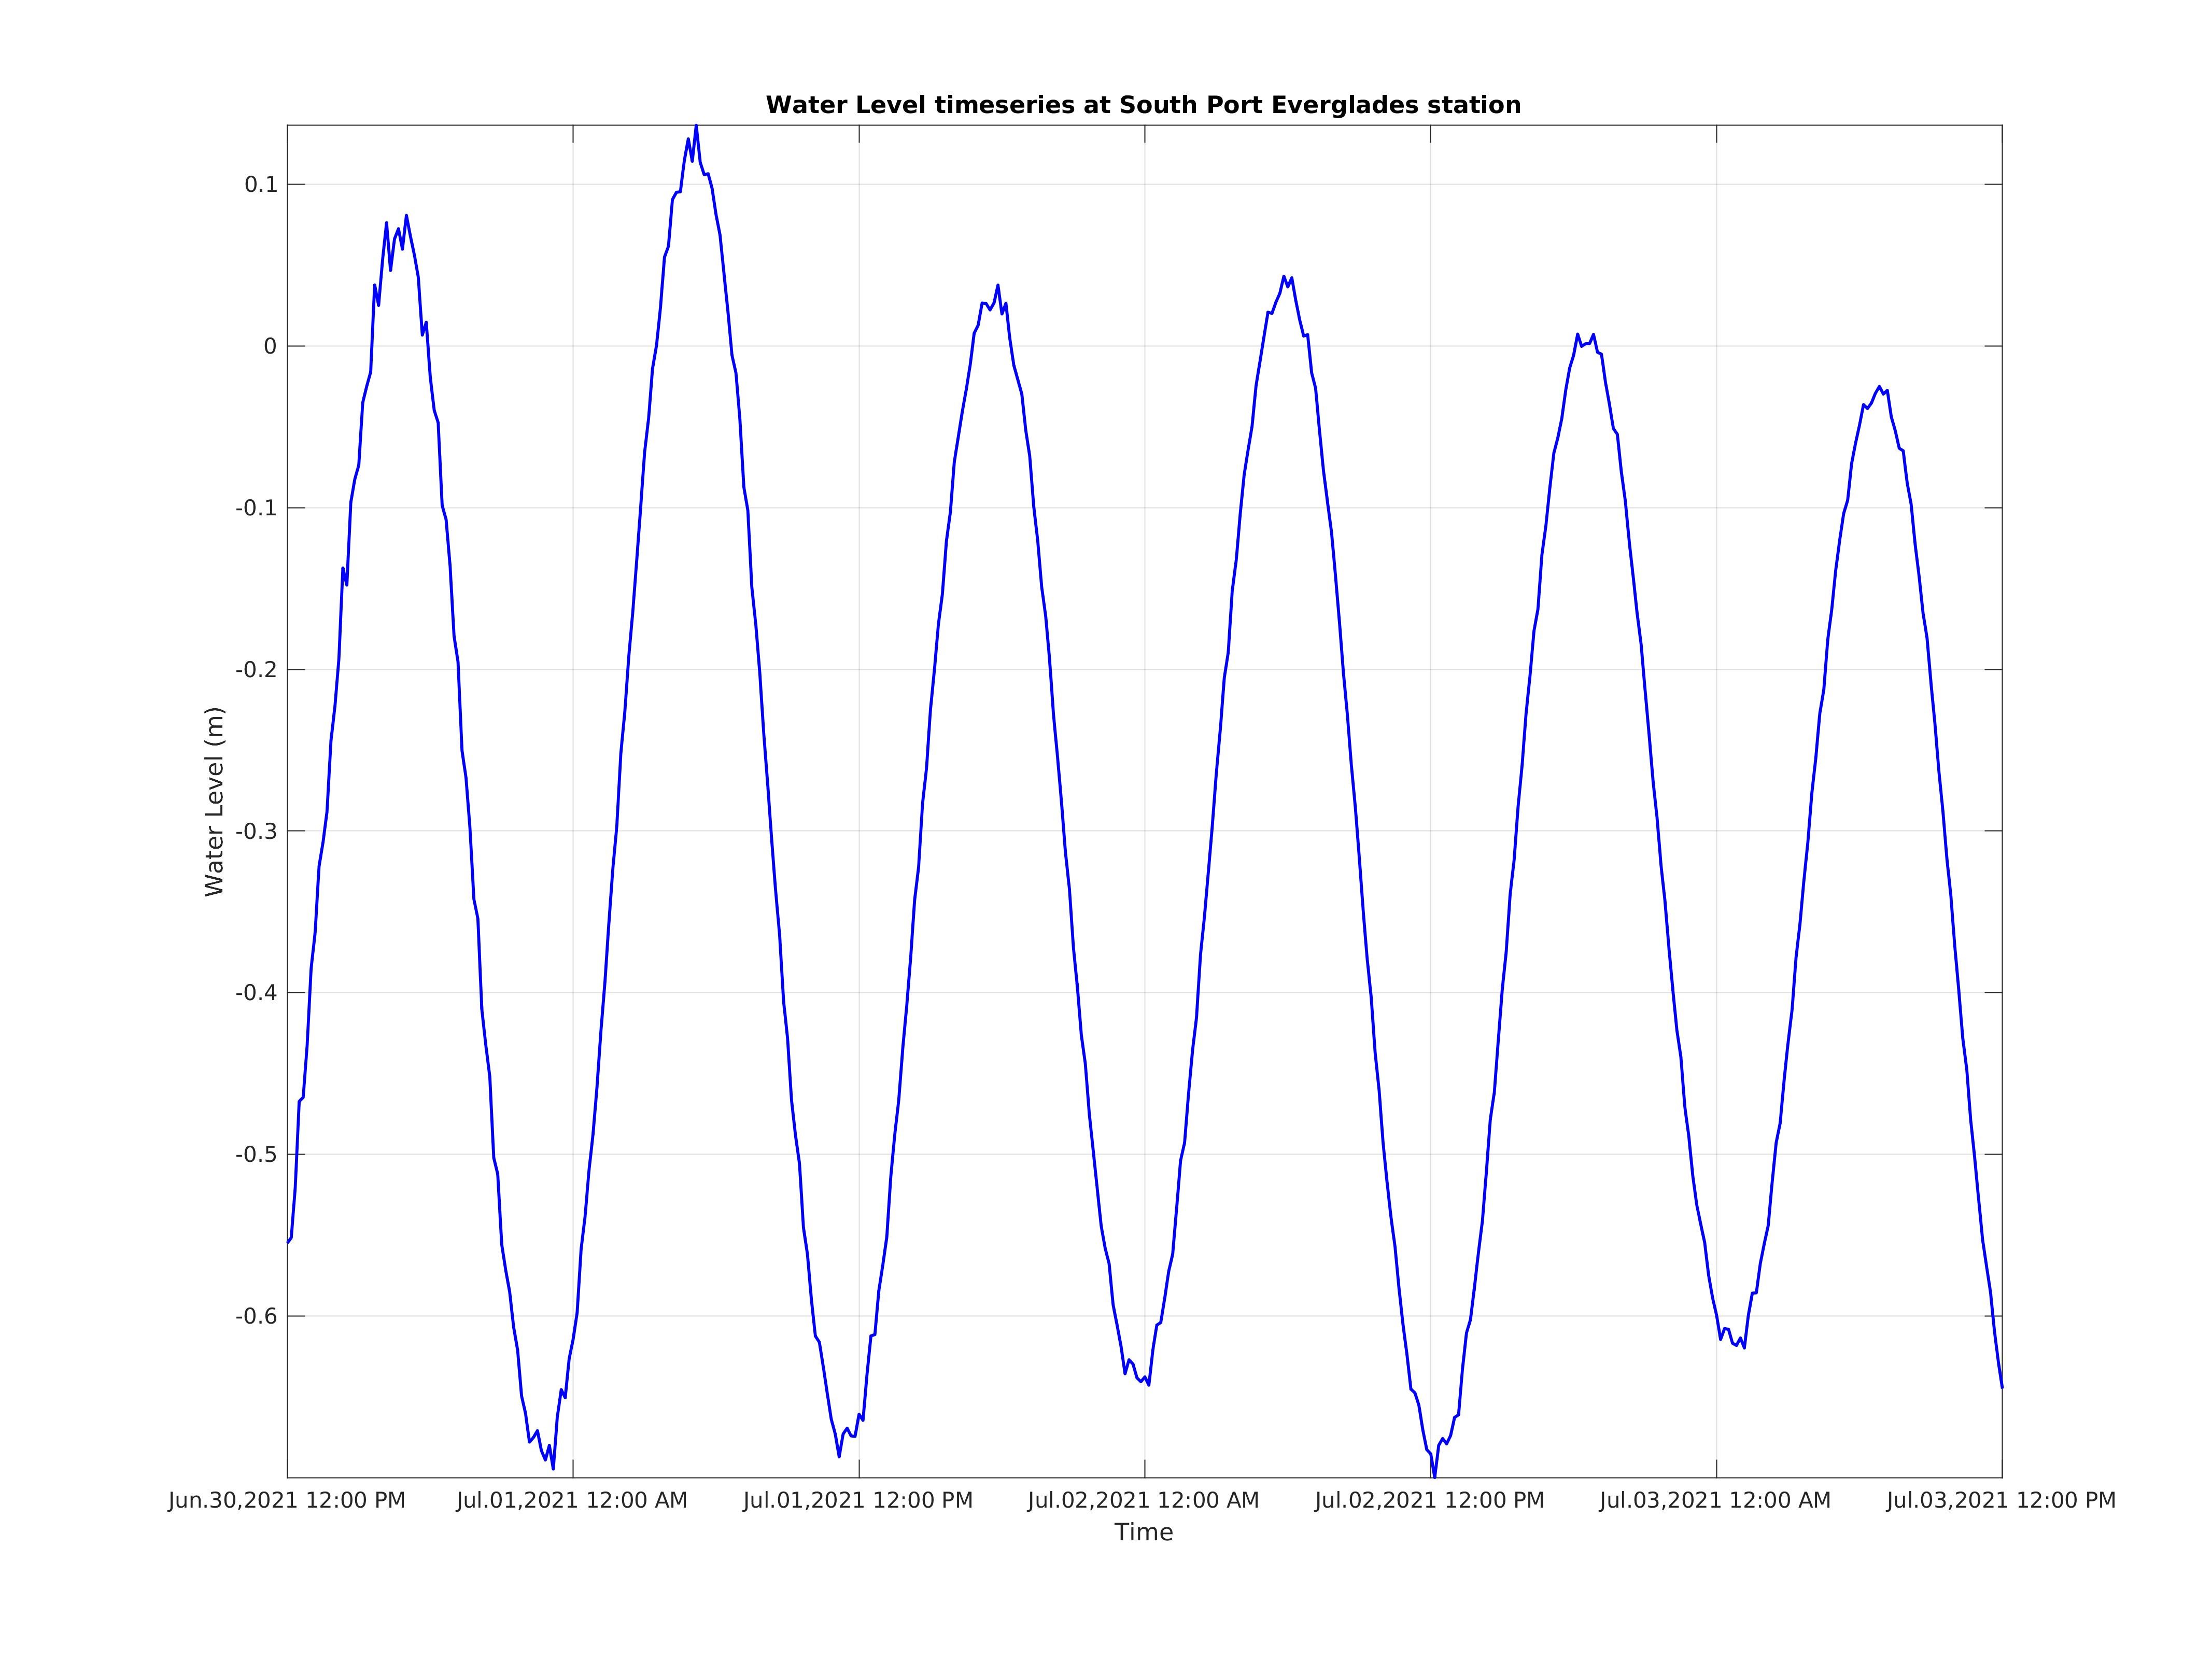 Water Level timeseries at South Port Everglades station
0.1
0
-0.1
-0.2
-0.3
-0.4
-0.5
-0.6
Water Level (m)
Jun.30,2021 12:00 PM Jul.01,2021 12:00 AM Jul.01,2021 12:00 PM Jul.02,2021 12:00 AM Jul.02,2021 12:00 PM Jul.03,2021 12:00 AM Jul.03,2021 12:00 PM
Time